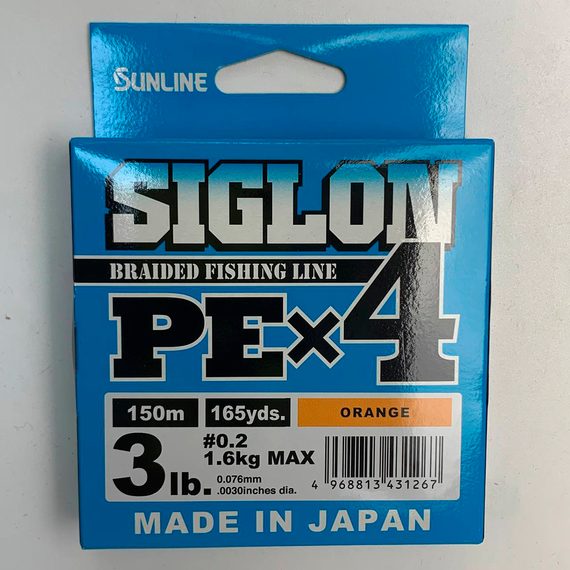 SUNLINE
SIGLON
BRAIDED FISHING LINE
PE×4
150m 165yds. ORANGE
3lb. #0.2
1.6kg MAX
0.076mm
.0030inches dia.
4 968813 431267
MADE IN JAPAN